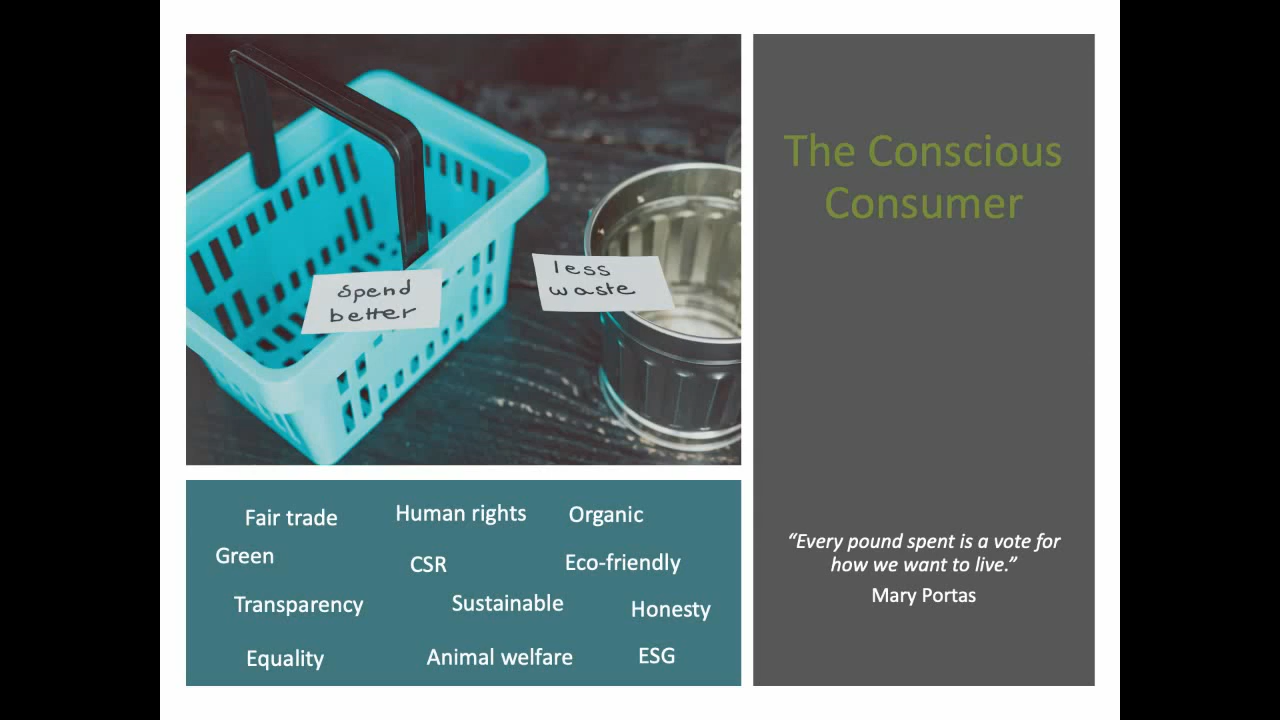 The Conscious
Consumer
spend
better
less
waste
Fair trade
Human rights
Organic
Green
CSR
Eco-friendly
Transparency
Sustainable
Honesty
Equality
Animal welfare
ESG
“Every pound spent is a vote for
how we want to live.”
Mary Portas